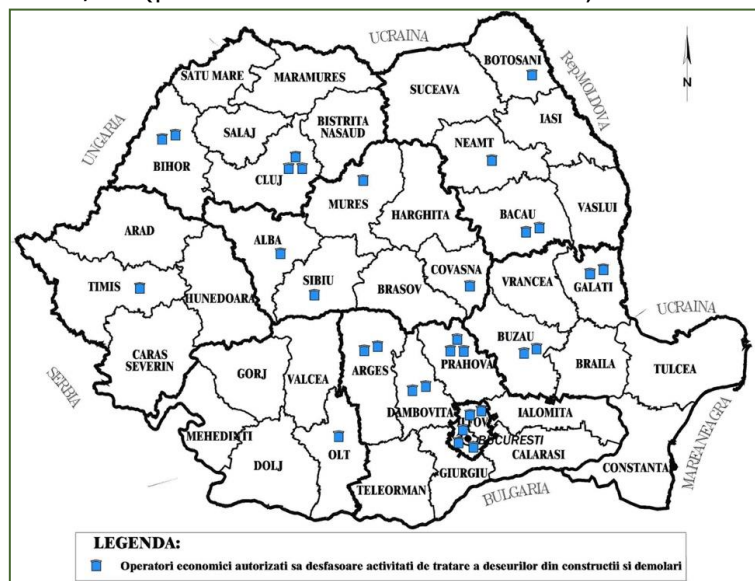 UCRAINA
BOTOSANI
SATU MARE
MARAMURES
SUCEAVA
Rep.MOLDOVA
N
UNGARIA
SALAJ
BISTRITA
NASAUD
IASI
NEAMT
BIHOR
CLUJ
MURES
HARGHITA
BACAU
VASLUI
ARAD
ALBA
SIBIU
BRASOV
COVASNA
VRANCEA
GALATI
TIMIS
HUNEDOARA
UCRAINA
CARAS
SEVERIN
GORJ
VALCEA
ARGES
PRAHOVA
BUZAU
BRAILA
TULCEA
SERBIA
DAMBOVITA
ILFOV
IALOMITA
MEHEDINTI
DOLJ
OLT
BUCURESTI
CALARASI
MAREA NEAGRA
TELEORMAN
GIURGIU
CONSTANTA
BULGARIA
LEGENDA:
Operatori economici autorizati sa desfasoare activitati de tratare a deseurilor din constructii si demolari